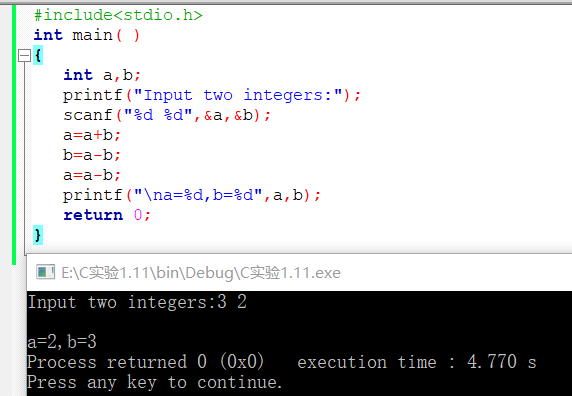 #include<stdio.h>
int main( )
{
int a,b;
printf("Input two integers:");
scanf("%d %d",&a,&b);
a=a+b;
b=a-b;
a=a-b;
printf("\na=%d,b=%d",a,b);
return 0;
}
E:\C实验1.11\bin\Debug\C实验1.11.exe
Input two integers:3 2
a=2,b=3
Process returned 0 (0x0)   execution time : 4.770 s
Press any key to continue.